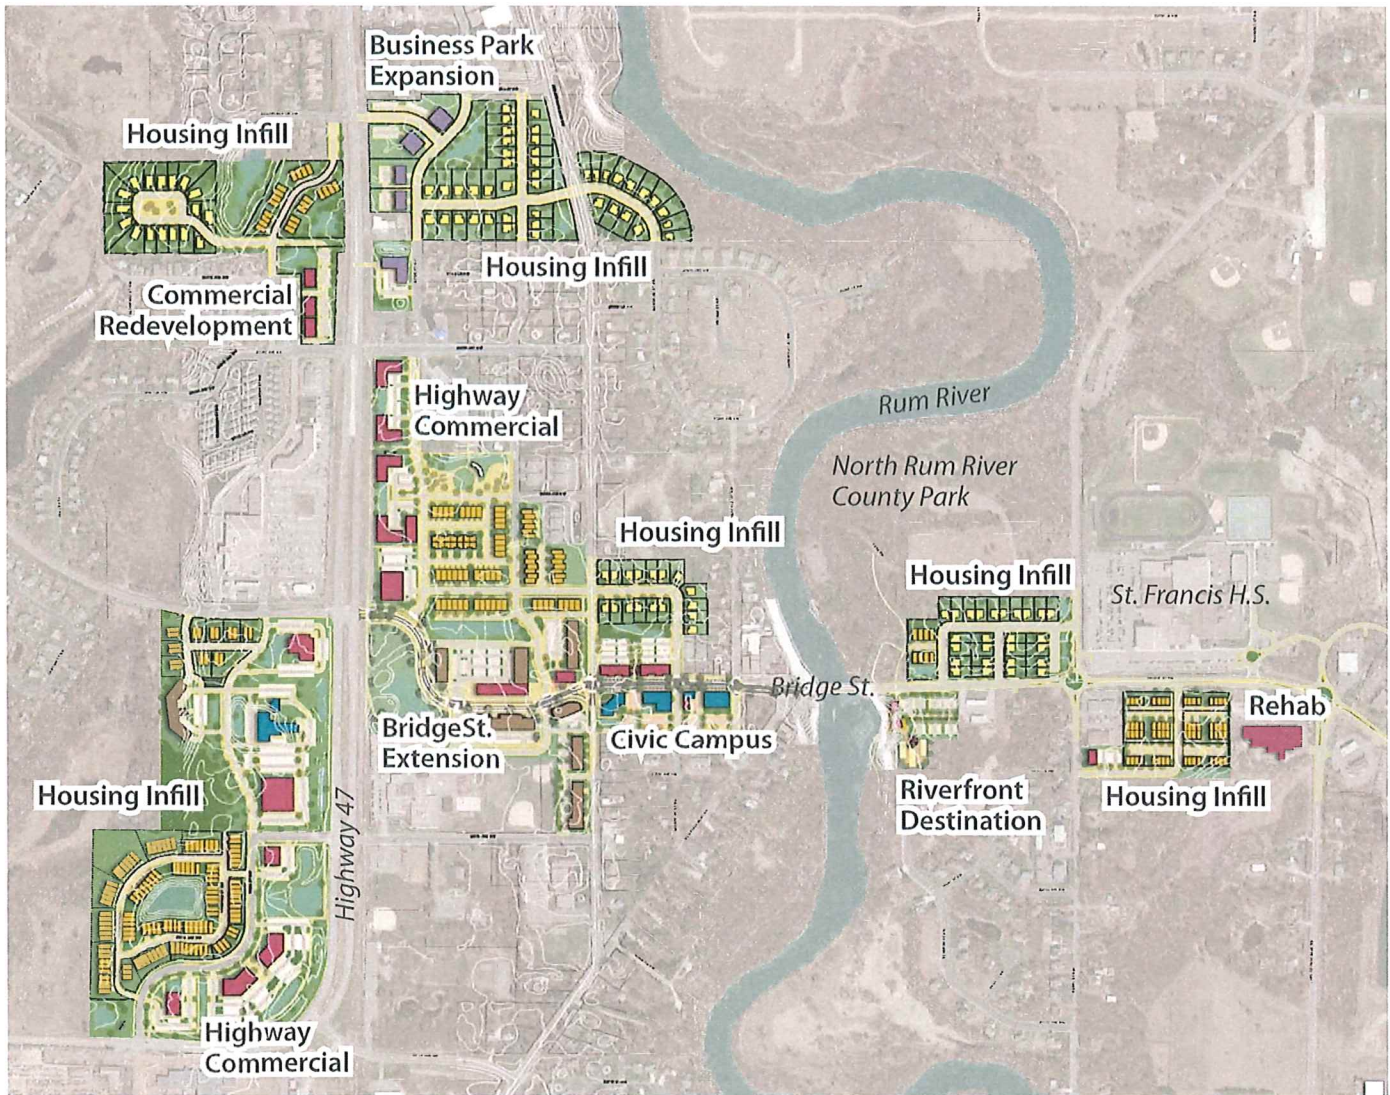 Business Park
Expansion
Housing Infill
Housing Infill
Commercial
Redevelopment
Highway
Commercial
Rum River
North Rum River
County Park
Housing Infill
Housing Infill
St. Francis H.S.
Bridge St.
BridgeSt.
Extension
Civic Campus
Rehab
Housing Infill
Riverfront
Destination
Housing Infill
Highway 47
Highway
Commercial